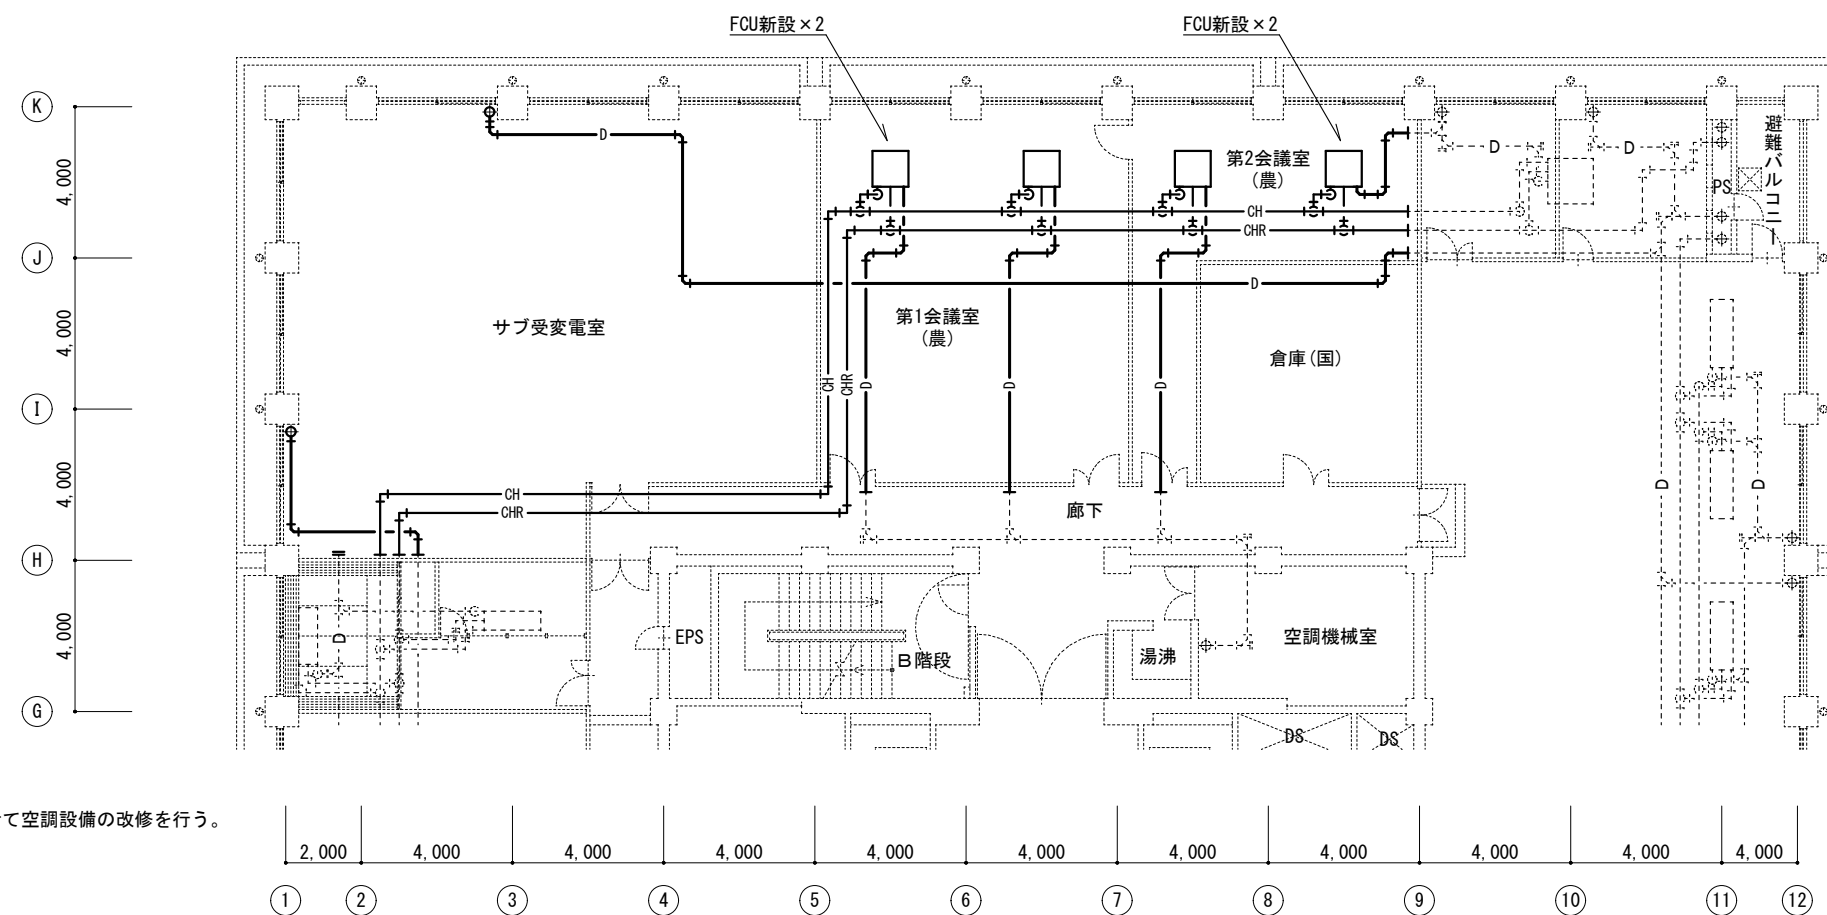 FCU新設×2
FCU新設×2
K
J
I
H
G
4,000
4,000
4,000
4,000
D
D
D
避難バルコニー
PS
第2会議室
(農)
CH
CHR
D
サブ受変電室
第1会議室
(農)
倉庫(国)
CH
CHR
D
D
D
D
D
CH
CHR
廊下
D
EPS
B階段
湯沸
空調機械室
DS
DS
て空調設備の改修を行う。
2,000
4,000
4,000
4,000
4,000
4,000
4,000
4,000
4,000
4,000
4,000
1
2
3
4
5
6
7
8
9
10
11
12